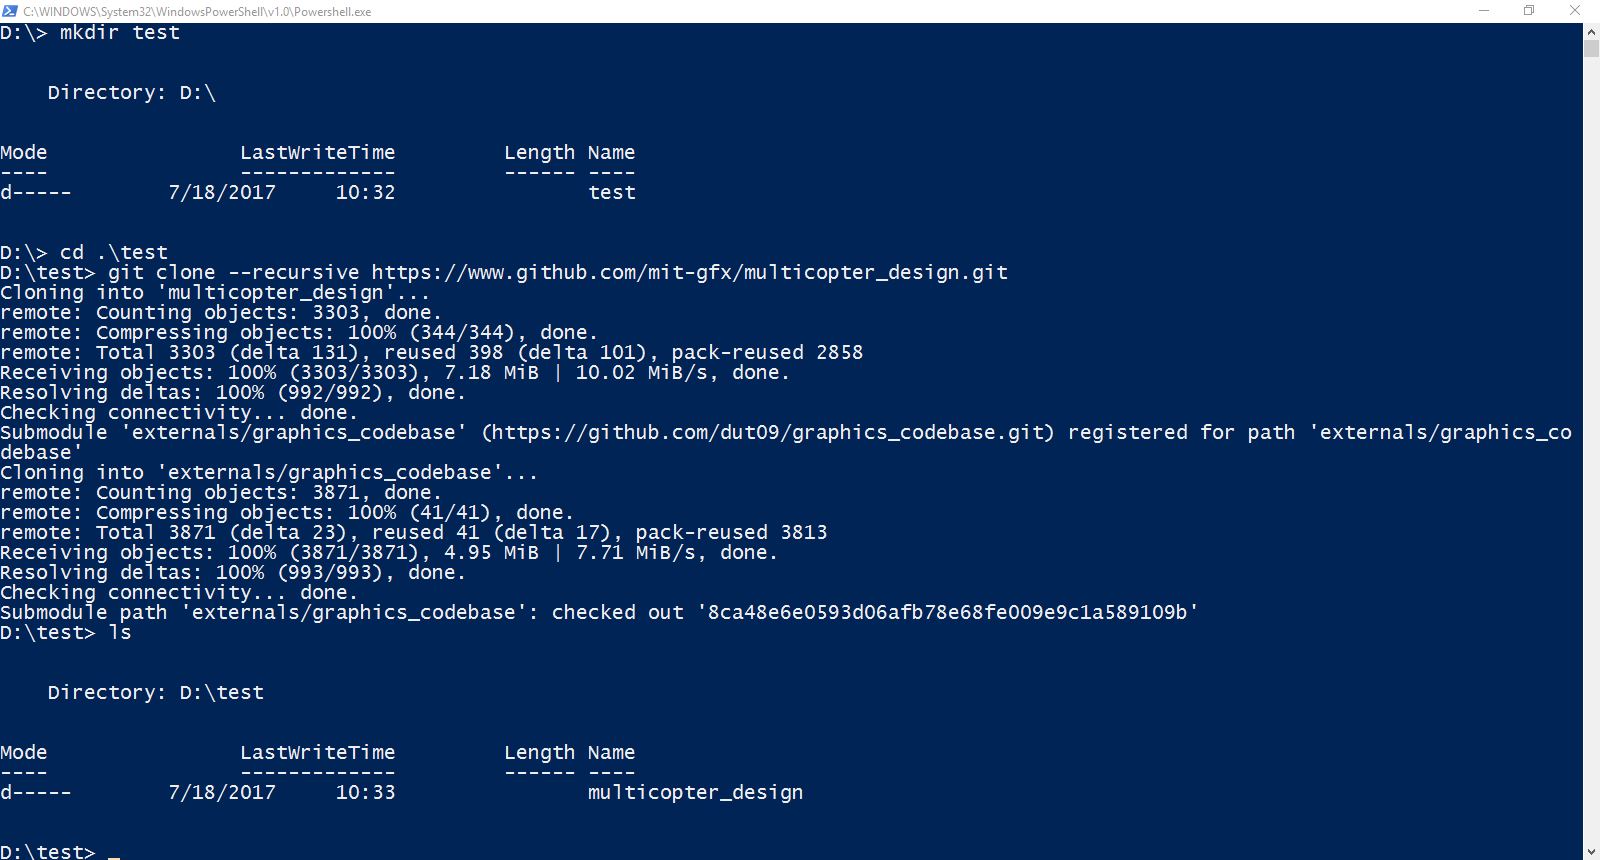 C:\WINDOWS\System32\WindowsPowerShell\v1.0\Powershell.exe
D:\> mkdir test
    Directory: D:\
Mode                LastWriteTime         Length Name
----                -------------         ------ ----
d-----        7/18/2017     10:32                test
D:\> cd .\test
D:\test> git clone --recursive https://www.github.com/mit-gfx/multicopter_design.git
Cloning into 'multicopter_design'...
remote: Counting objects: 3303, done.
remote: Compressing objects: 100% (344/344), done.
remote: Total 3303 (delta 131), reused 398 (delta 101), pack-reused 2858
Receiving objects: 100% (3303/3303), 7.18 MiB | 10.02 MiB/s, done.
Resolving deltas: 100% (992/992), done.
Checking connectivity... done.
Submodule 'externals/graphics_codebase' (https://github.com/dut09/graphics_codebase.git) registered for path 'externals/graphics_co
debase'
Cloning into 'externals/graphics_codebase'...
remote: Counting objects: 3871, done.
remote: Compressing objects: 100% (41/41), done.
remote: Total 3871 (delta 23), reused 41 (delta 17), pack-reused 3813
Receiving objects: 100% (3871/3871), 4.95 MiB | 7.71 MiB/s, done.
Resolving deltas: 100% (993/993), done.
Checking connectivity... done.
Submodule path 'externals/graphics_codebase': checked out '8ca48e6e0593d06afb78e68fe009e9c1a589109b'
D:\test> ls
    Directory: D:\test
Mode                LastWriteTime         Length Name
----                -------------         ------ ----
d-----        7/18/2017     10:33                multicopter_design
D:\test> _